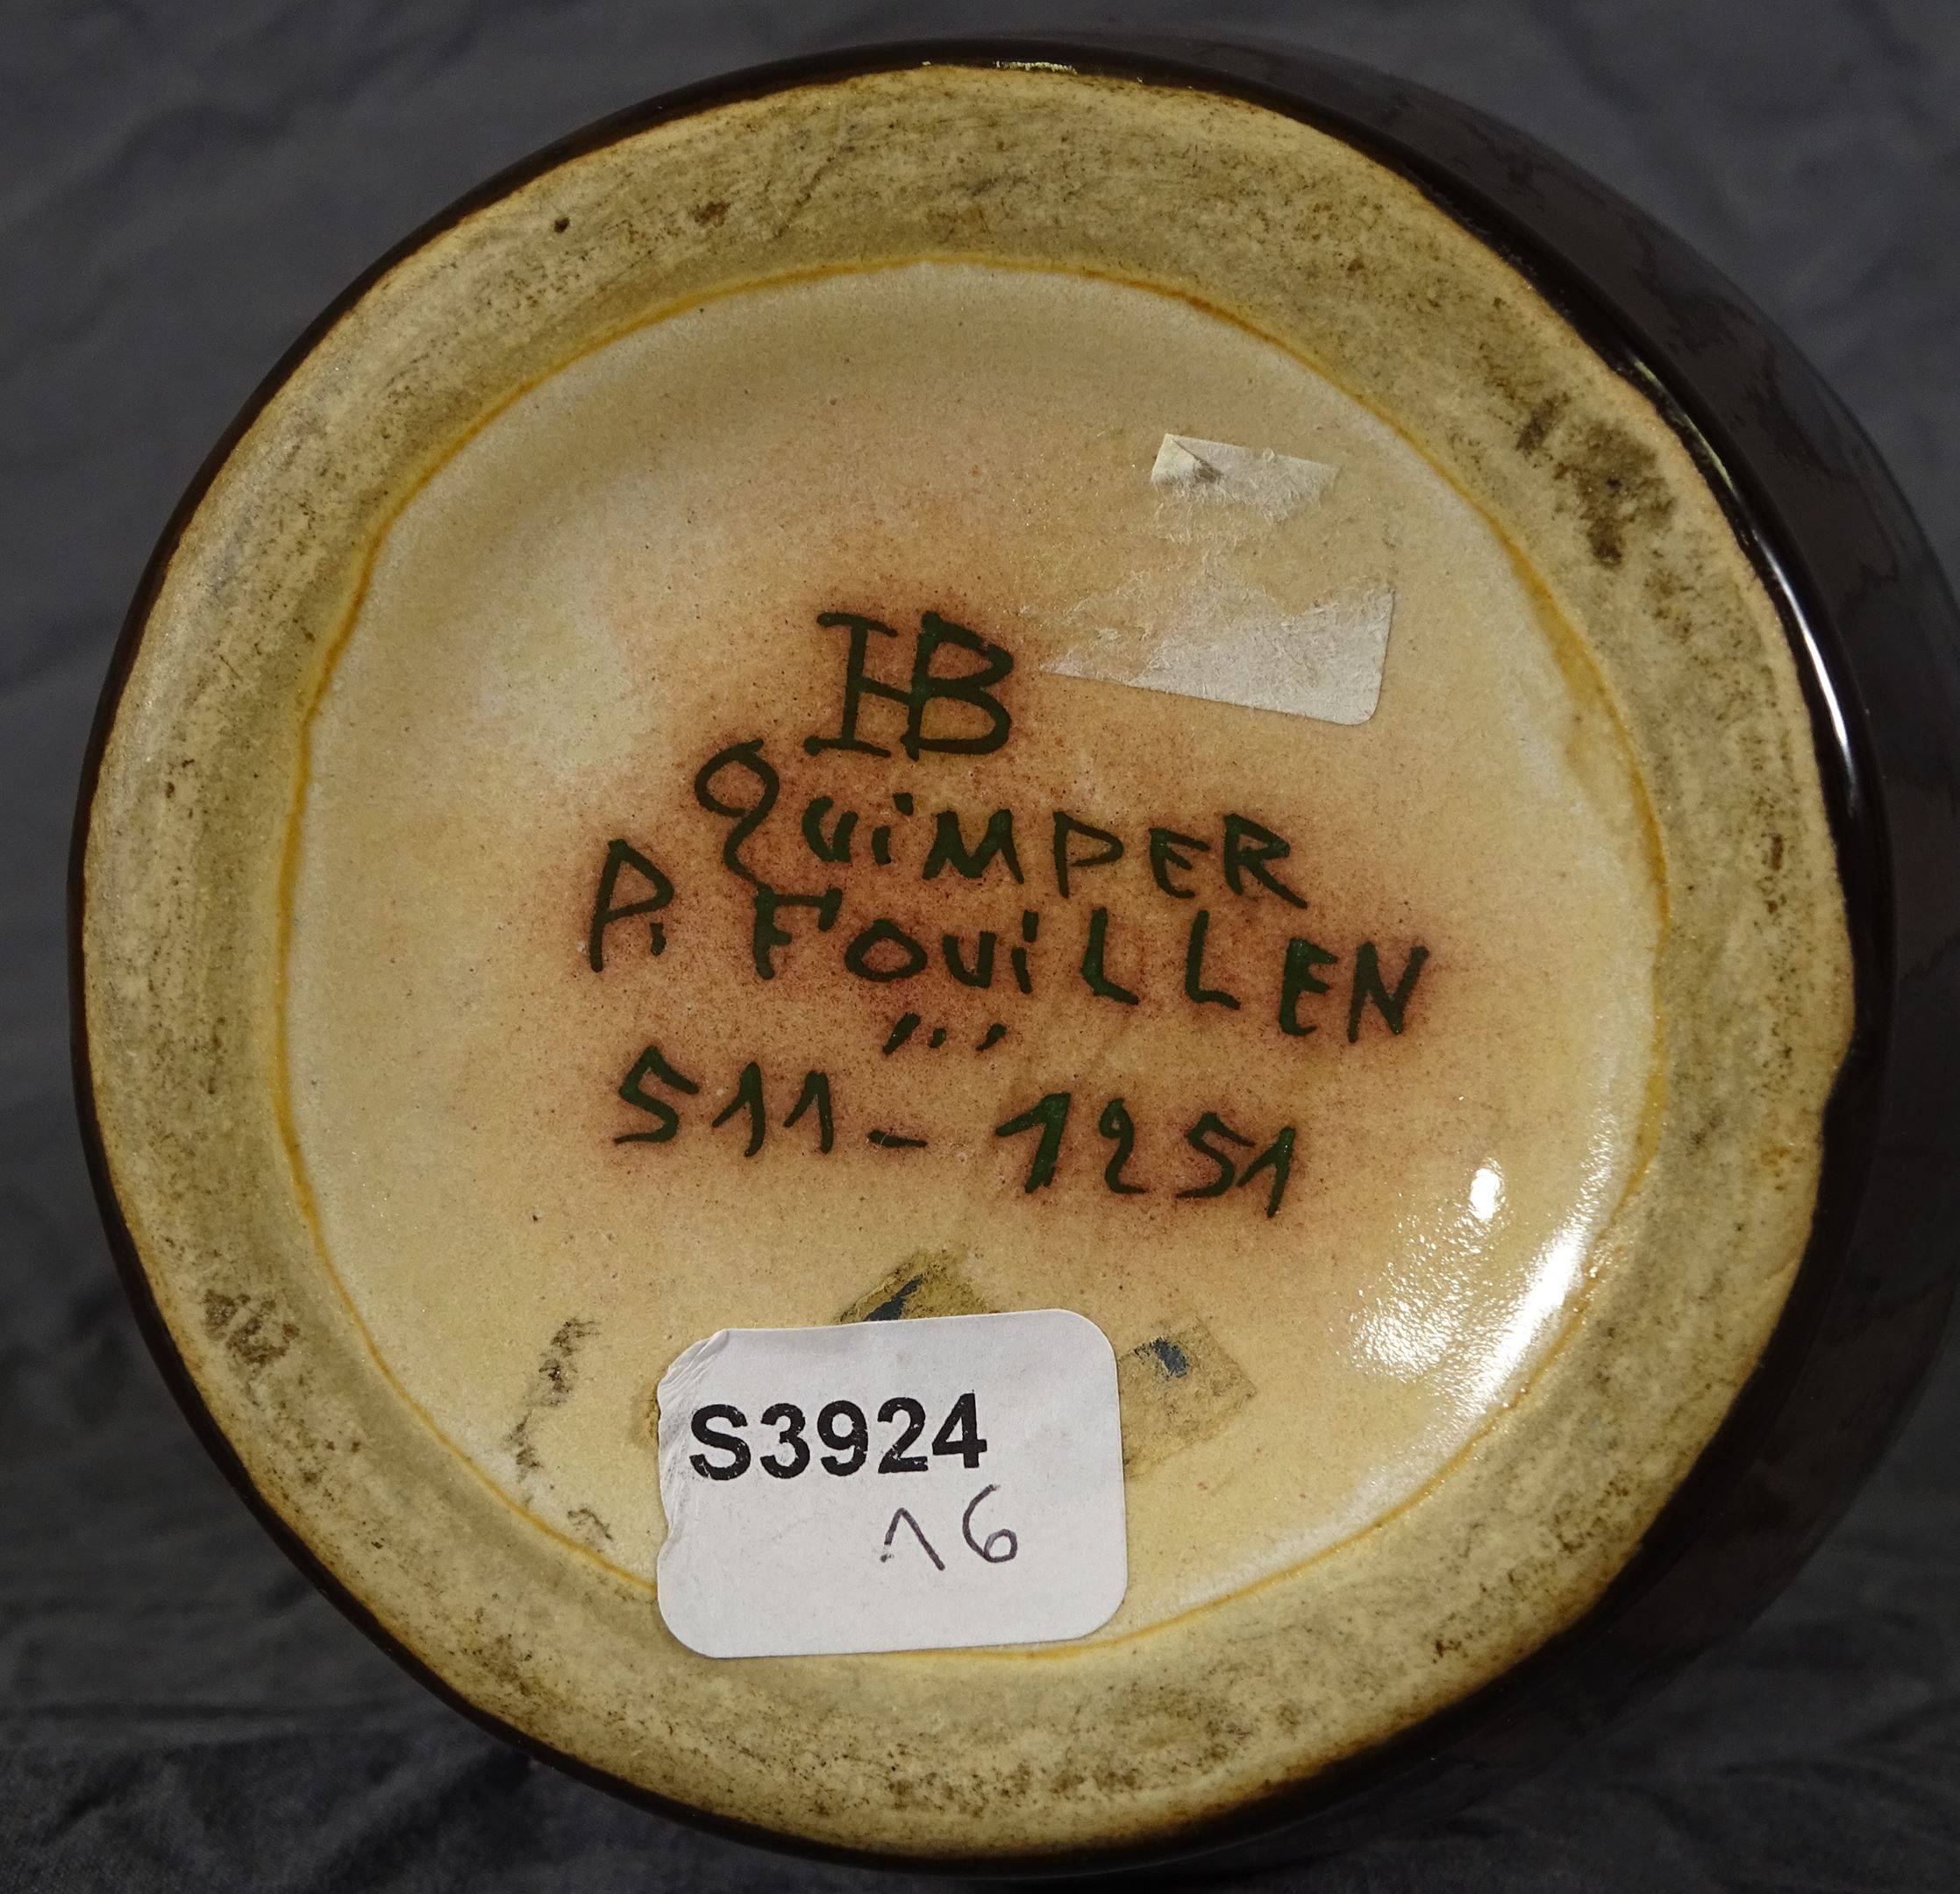 HB
QuiMPER
P. FouiLLEN
,,,
511-1251
S3924
16